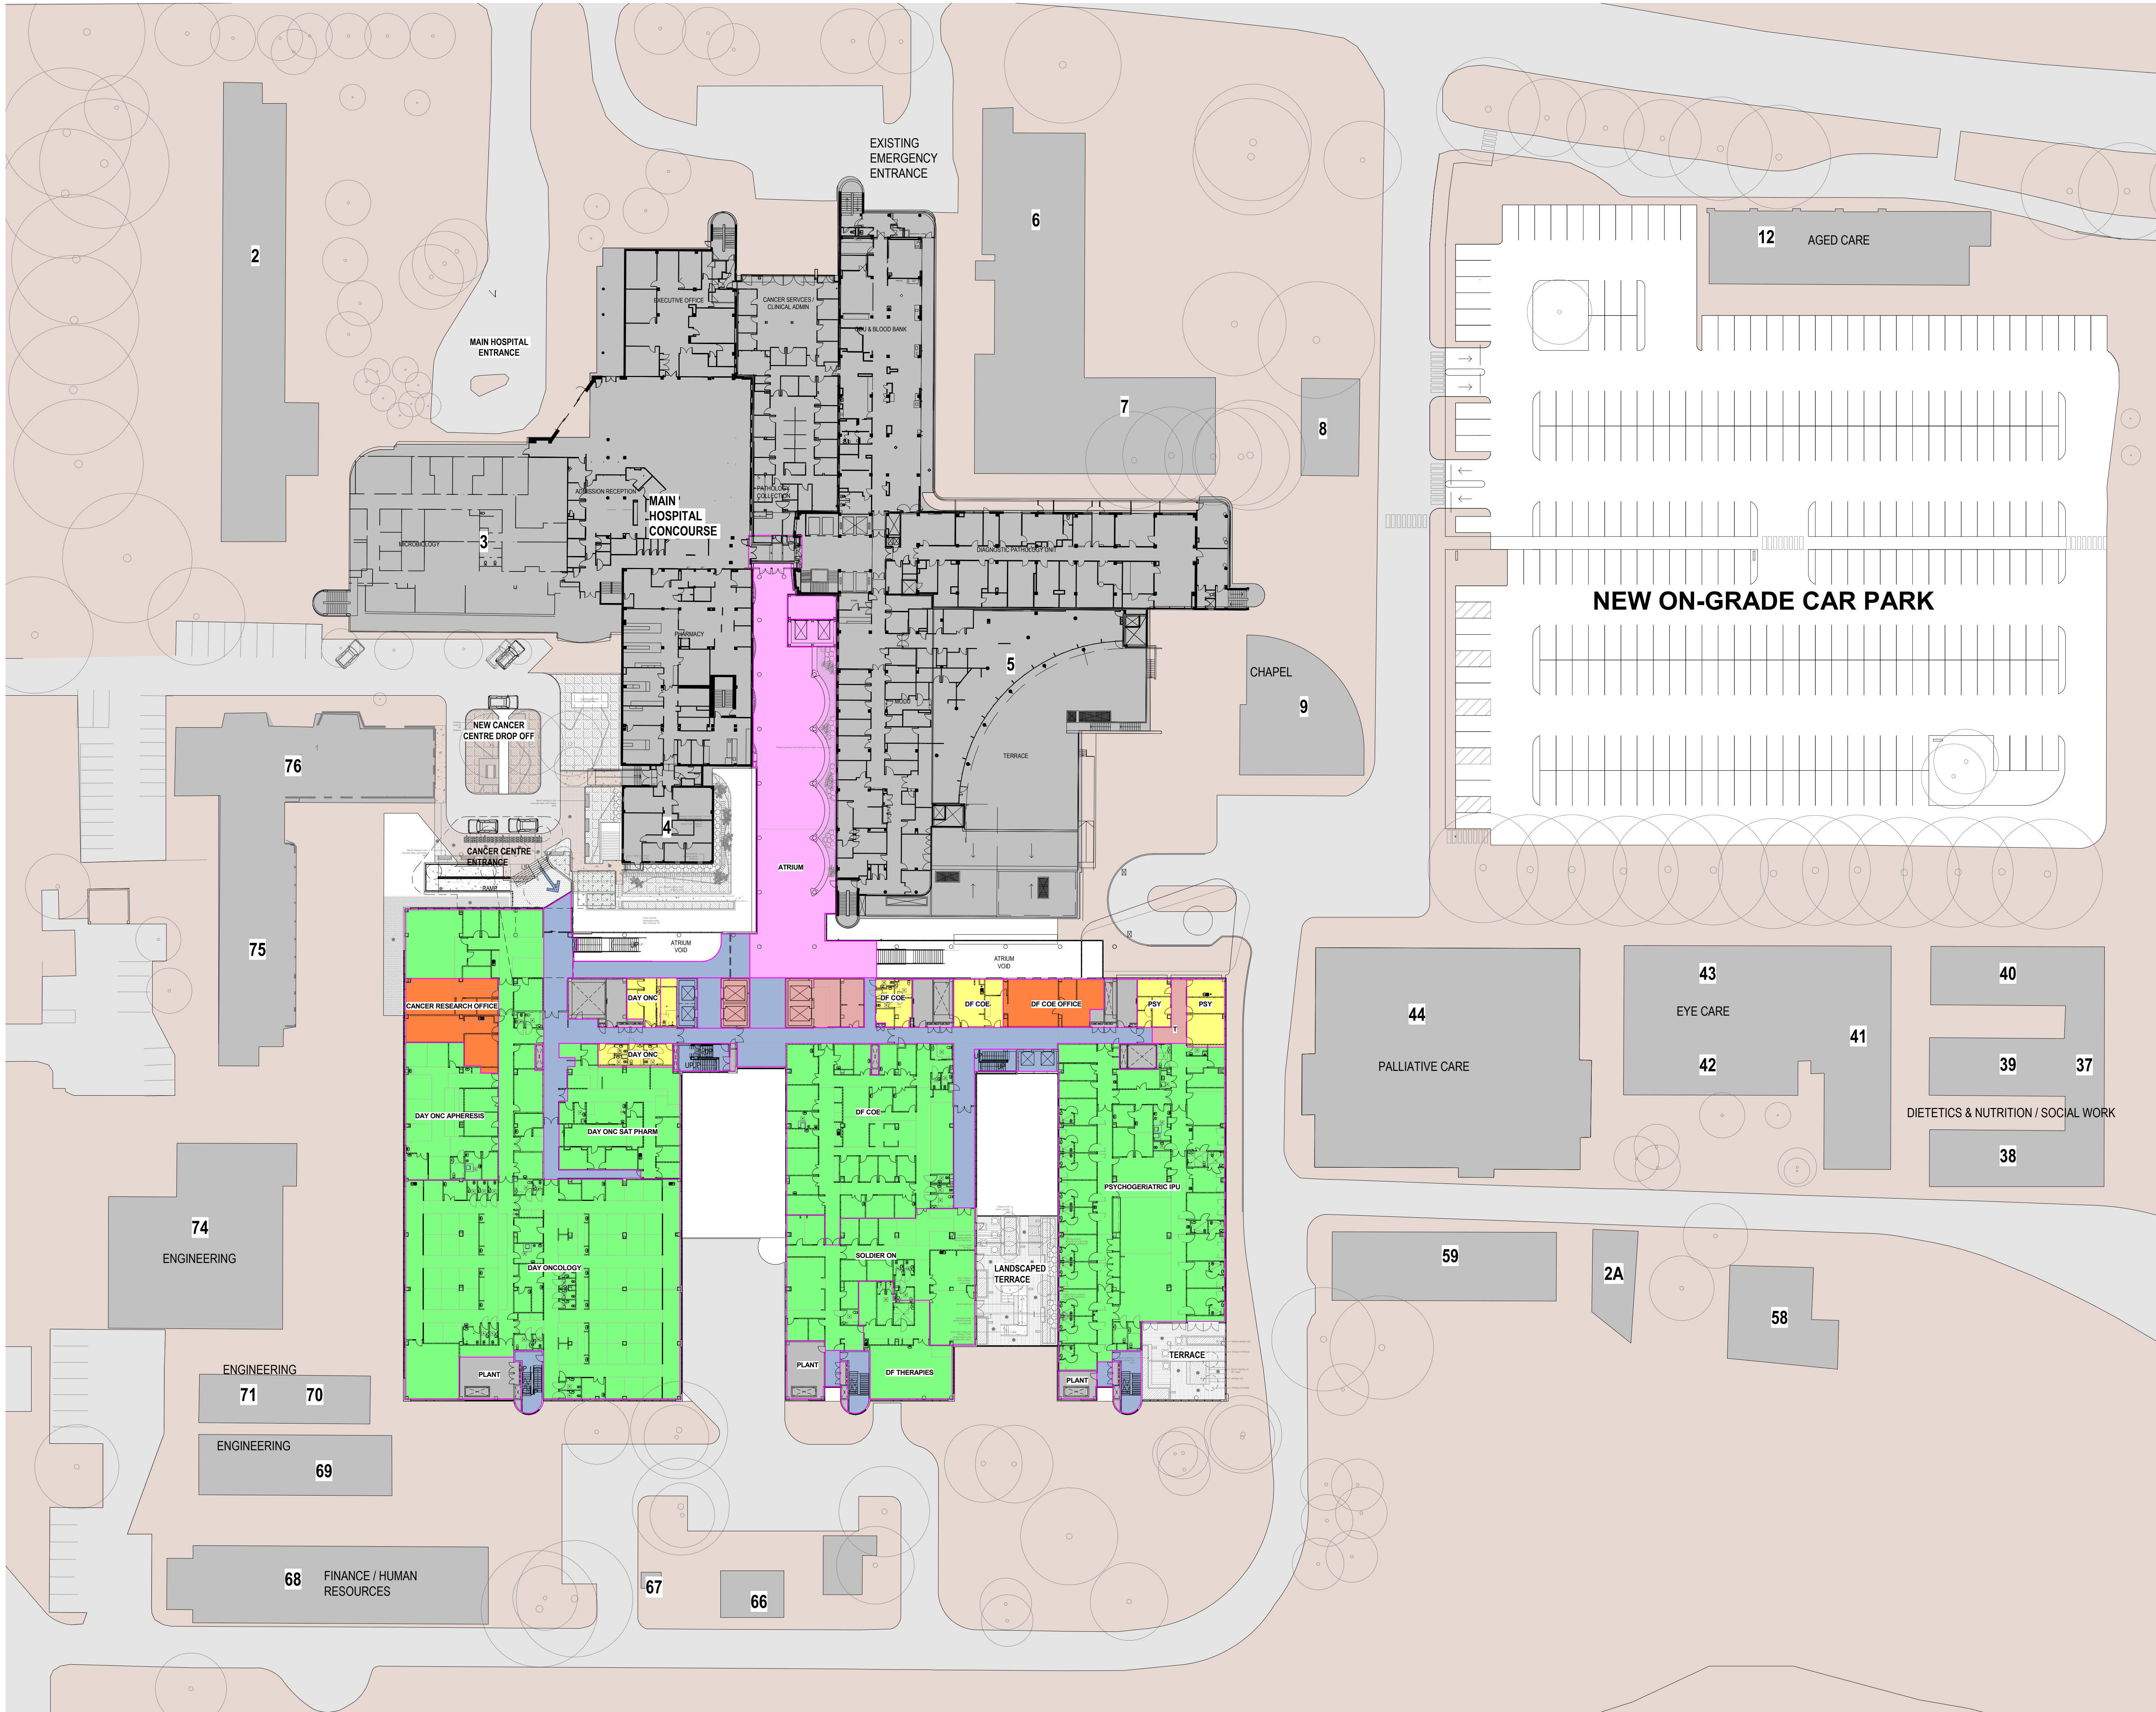 EXISTING
EMERGENCY
ENTRANCE
6
2
12
AGED CARE
EXECUTIVE OFFICE
CANCER SERVCES /
CLINICAL ADMIN
MAIN HOSPITAL
ENTRANCE
7
8
ADMISSION RECEPTION
PATHOLOGY
COLLECTION
MAIN
HOSPITAL
CONCOURSE
MICROBIOLOGY
3
DIAGNOSTIC PATHOLOGY UNIT
NEW ON-GRADE CAR PARK
PHARMACY
5
CHAPEL
9
NEW CANCER
CENTRE DROP OFF
76
TERRACE
4
CANCER CENTRE
ENTRANCE
ATRIUM
RAMP
75
ATRIUM
VOID
UP
ATRIUM
VOID
43
40
EYE CARE
44
41
42
39
37
PALLIATIVE CARE
DIETETICS & NUTRITION / SOCIAL WORK
38
CANCER RESEARCH OFFICE
DAY ONC
DF COE
DF COE
DF COE OFFICE
PSY
PSY
T
DAY ONC
UP
UP
DAY ONC APHERESIS
DAY ONC SAT PHARM
DF COE
PSYCHOGERIATRIC IPU
74
ENGINEERING
DAY ONCOLOGY
SOLDIER ON
LANDSCAPED
TERRACE
59
2A
58
TERRACE
PLANT
PLANT
DF THERAPIES
PLANT
ENGINEERING
71
70
ENGINEERING
69
68
FINANCE / HUMAN
RESOURCES
67
66